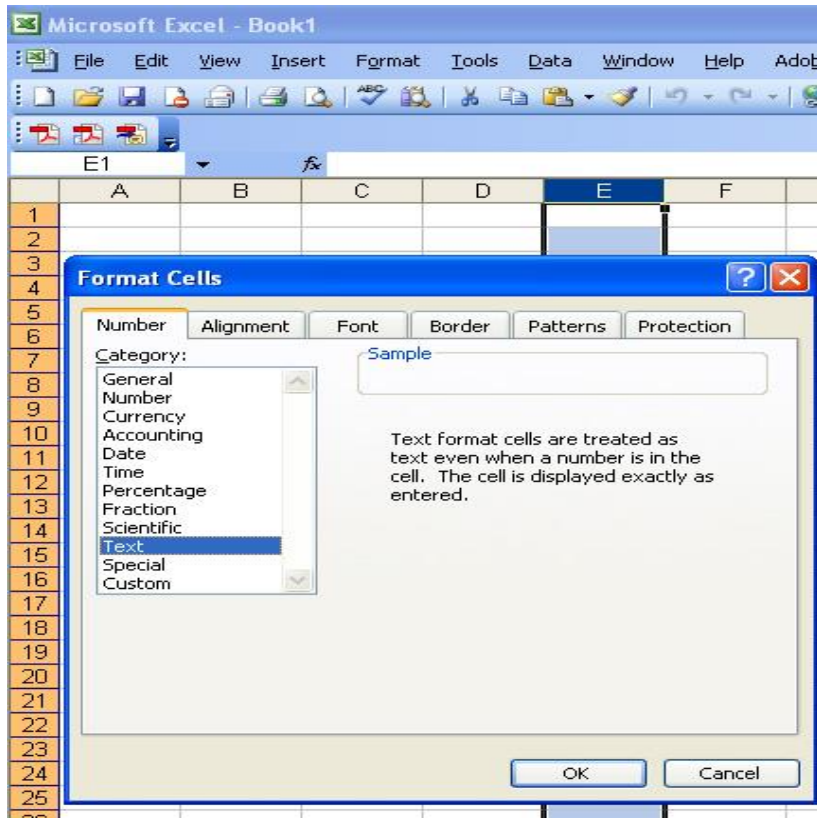 Microsoft Excel - Book1
File Edit View Insert Format Tools Data Window Help
ABC
E1 fx
A B C D E F
1
2
3
4
5
6
7
8
9
10
11
12
13
14
15
16
17
18
19
20
21
22
23
24
25
Format Cells ?
Number Alignment Font Border Patterns Protection
Category:
General
Number
Currency
Accounting
Date
Time
Percentage
Fraction
Scientific
Text
Special
Custom
Sample
Text format cells are treated as
text even when a number is in the
cell. The cell is displayed exactly as
entered.
OK Cancel